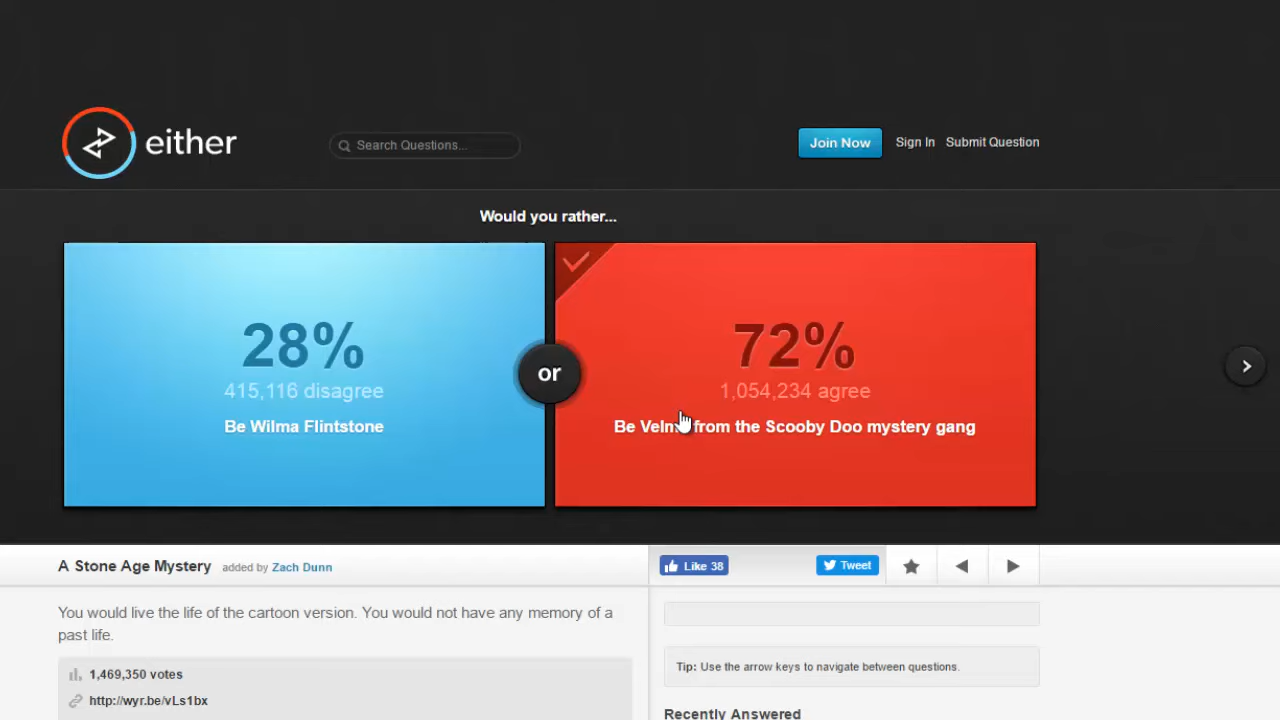 either
Search Questions...
Join Now
Sign In
Submit Question
Would you rather...
28%
415,116 disagree
Be Wilma Flintstone
or
72%
1,054,234 agree
Be from the Scooby Doo mystery gang
A Stone Age Mystery added by Zach Dunn
Like 38
Tweet
You would live the life of the cartoon version. You would not have any memory of a
past life.
1,469,350 votes
http://wyr.be/vLs1bx
Tip: Use the arrow keys to navigate between questions.
Recently Answered